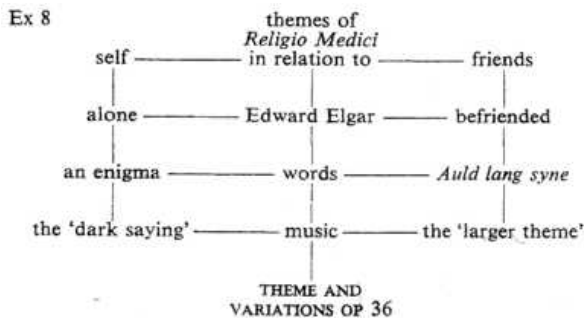 Ex 8
themes of
Religio Medici
self in relation to friends
alone Edward Elgar befriended
an enigma words Auld lang syne
the 'dark saying' music the 'larger theme'
THEME AND
VARIATIONS OP 36